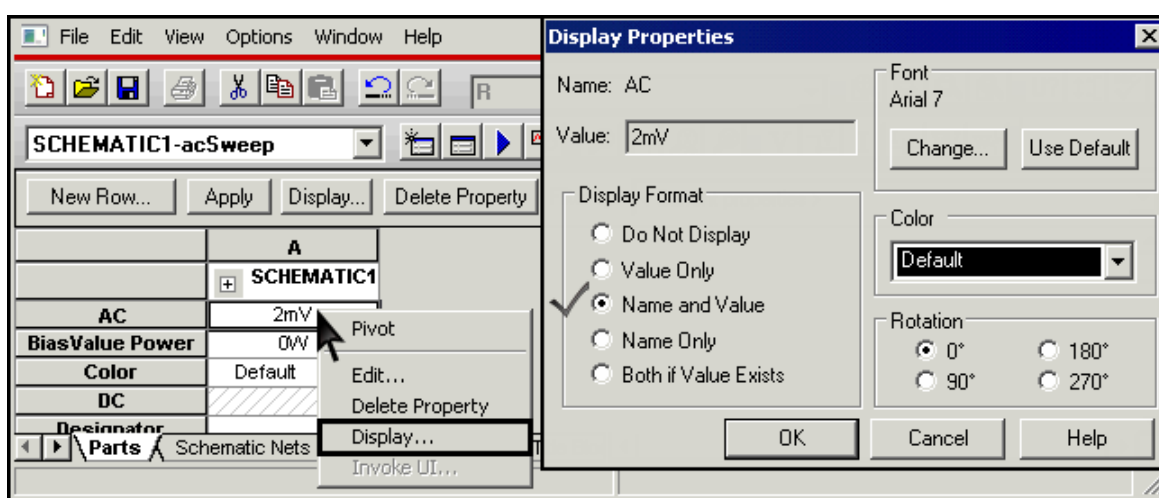 File Edit View Options Window Help
R
SCHEMATIC1-acSweep
New Row... Apply Display... Delete Property
A
SCHEMATIC1
AC 2mV
BiasValue Power 0W
Color Default
DC
Designator
Parts Schematic Nets
Pivot
Edit...
Delete Property
Display...
Invoke UI...
Display Properties
Name: AC
Value: 2mV
Display Format
Do Not Display
Value Only
Name and Value
Name Only
Both if Value Exists
Font
Arial 7
Change... Use Default
Color
Default
Rotation
0° 180°
90° 270°
OK Cancel Help